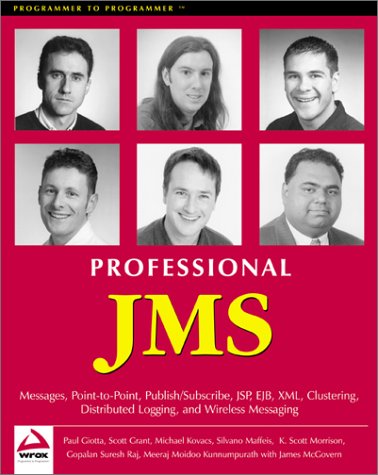 PROGRAMMER TO PROGRAMMER ™
PROFESSIONAL
JMS
Messages, Point-to-Point, Publish/Subscribe, JSP, EJB, XML, Clustering,
Distributed Logging, and Wireless Messaging
Paul Giotta, Scott Grant, Michael Kovacs, Silvano Maffeis, K. Scott Morrison,
Gopalan Suresh Raj, Meeraj Moidoo Kunnumpurath with James McGovern
wrox